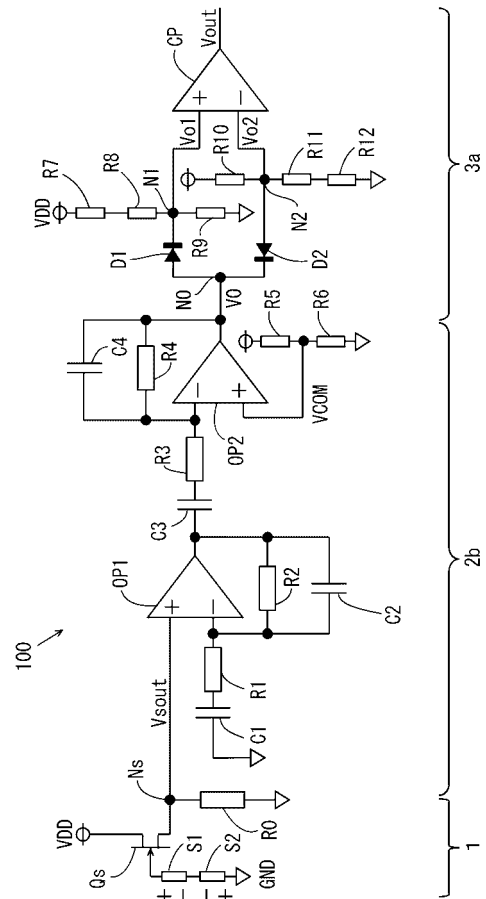 100
VDD
Qs
+
−
S1
−
+
S2
GND
Ns
Vsout
R0
OP1
+
−
C1
R1
R2
C2
C3
R3
C4
R4
−
+
OP2
VCOM
R5
R6
N0
V0
D1
D2
VDD
R7
R8
N1
R9
R10
N2
R11
R12
Vo1
Vo2
+
−
CP
Vout
1
2b
3a